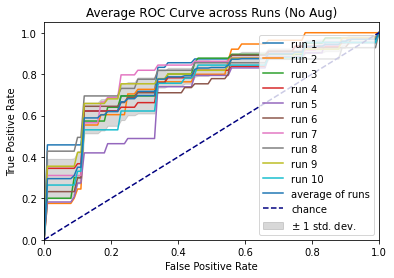 Average ROC Curve across Runs (No Aug)
True Positive Rate
1.0
0.8
0.6
0.4
0.2
0.0
run 1
run 2
run 3
run 4
run 5
run 6
run 7
run 8
run 9
run 10
average of runs
chance
± 1 std. dev.
0.0 0.2 0.4 0.6 0.8 1.0
False Positive Rate